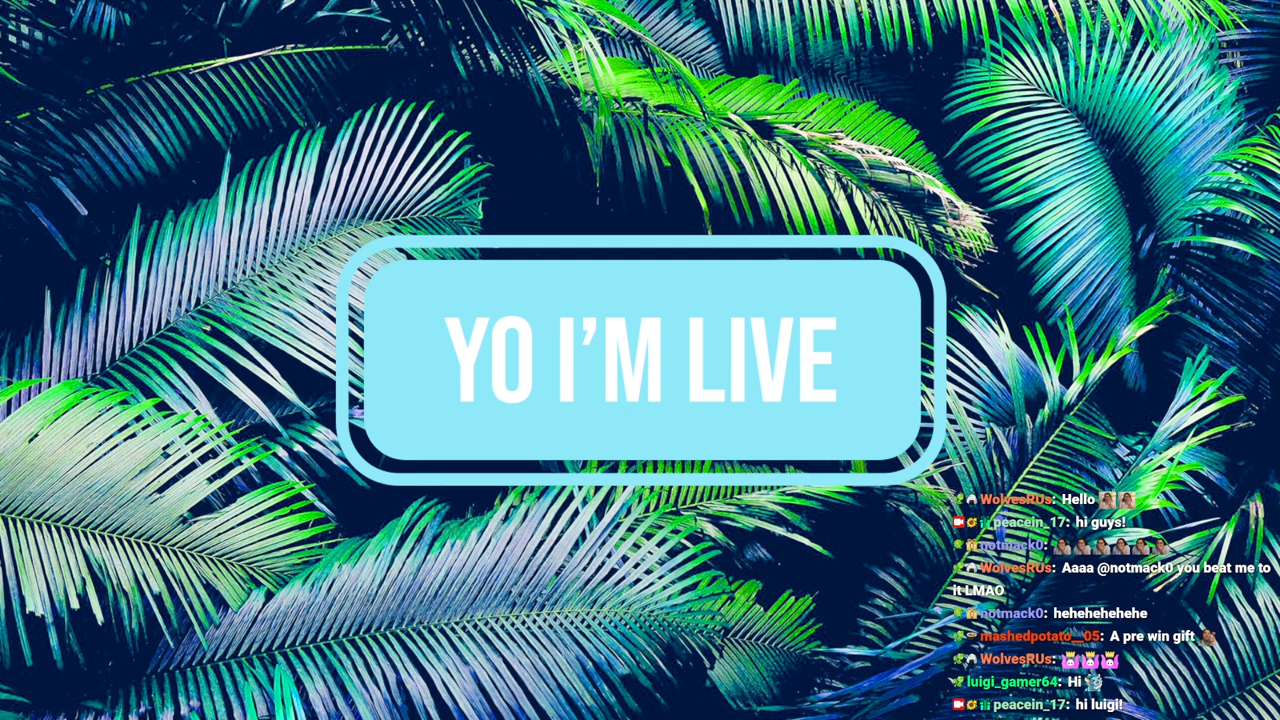 YO I’M LIVE
WolvesRUs: Hello
peacein_17: hi guys!
notmack0:
WolvesRUs: Aaaa @notmack0 you beat me to
it LMAO
notmack0: hehehehehehe
mashedpotato__05: A pre win gift
WolvesRUs:
luigi_gamer64: Hi
peacein_17: hi luigi!